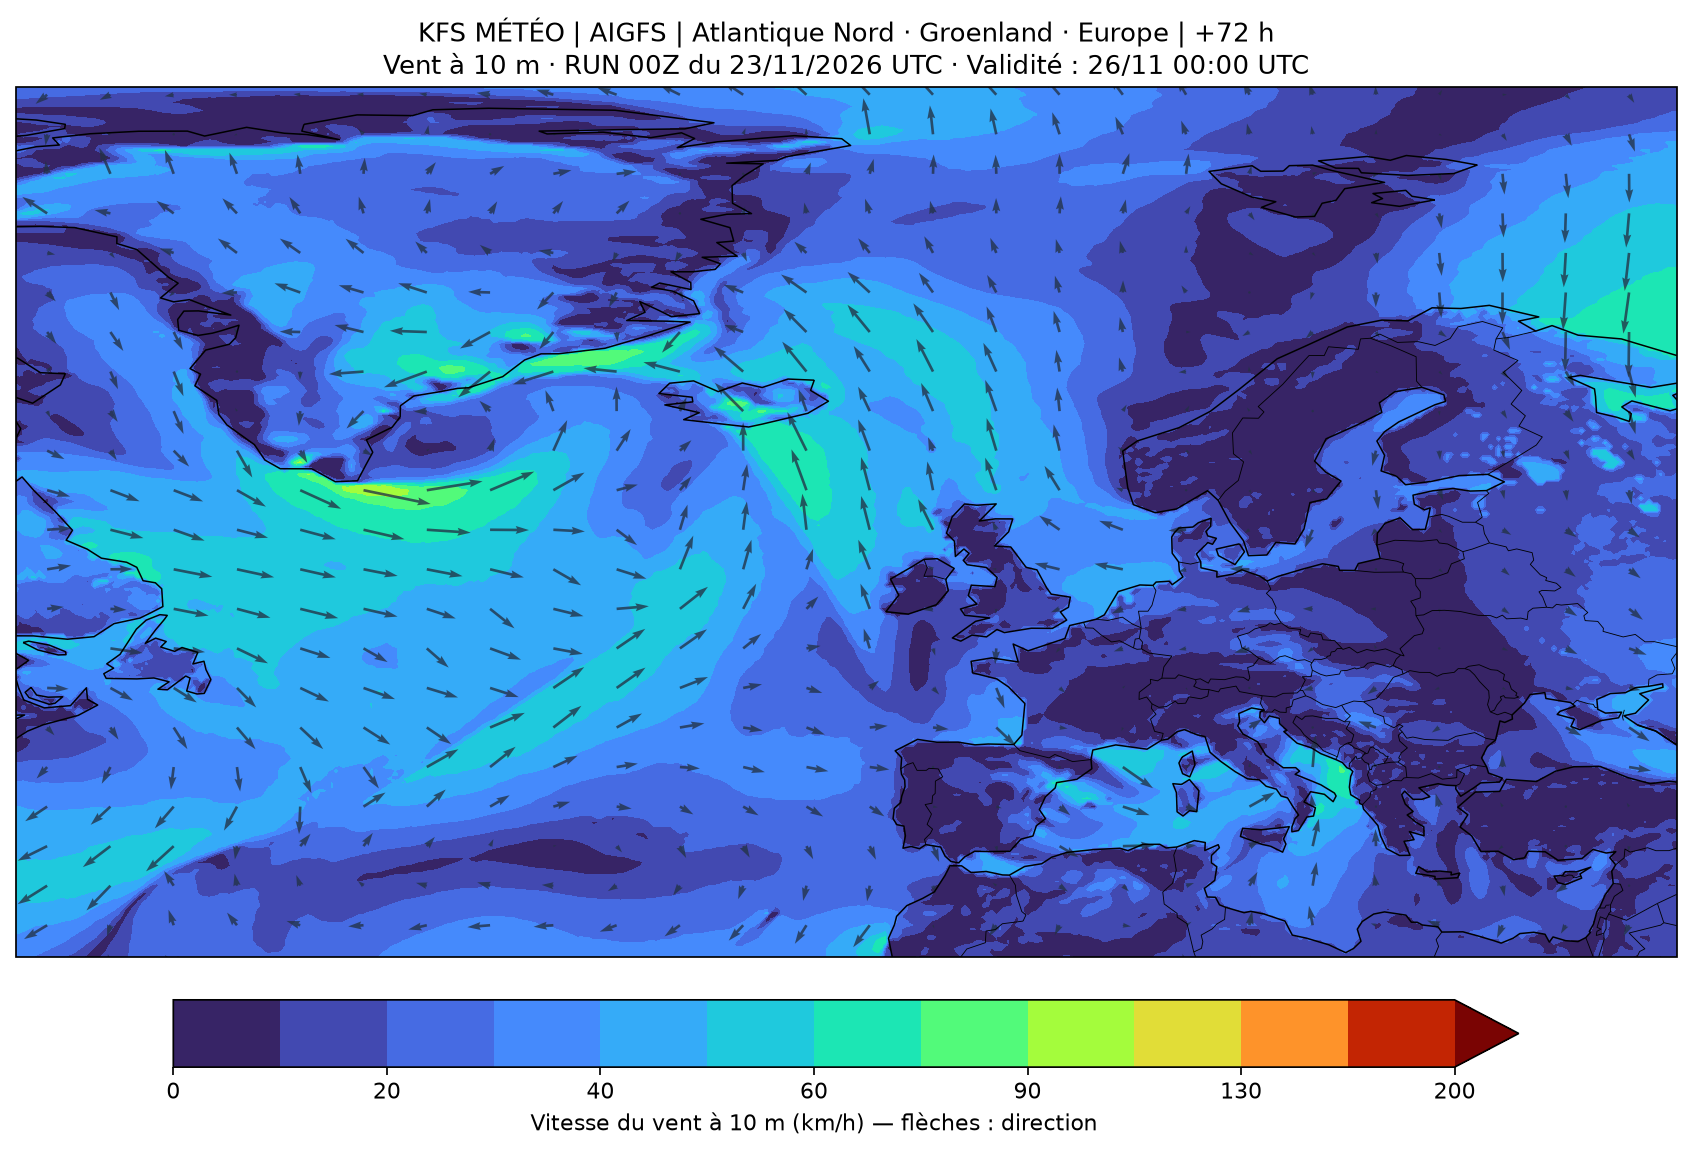 KFS MÉTÉO | AIGFS | Atlantique Nord · Groenland · Europe | +72 h
Vent à 10 m · RUN 00Z du 23/11/2026 UTC · Validité : 26/11 00:00 UTC
0 20 40 60 90 130 200
Vitesse du vent à 10 m (km/h) — flèches : direction